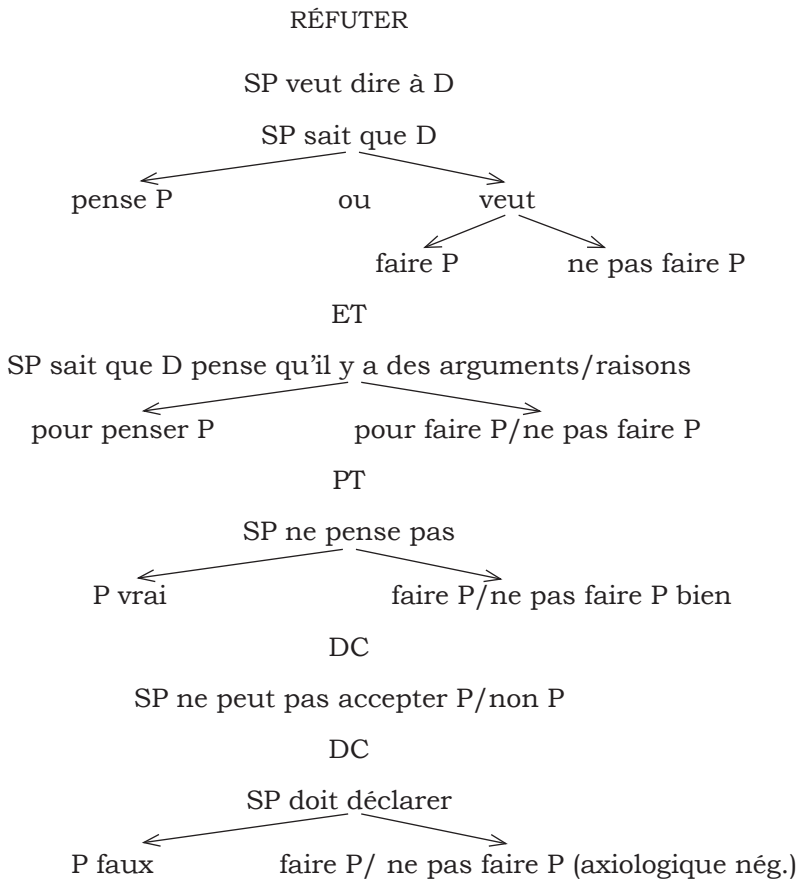 RÉFUTER
SP veut dire à D
SP sait que D
pense P ou veut
faire P ne pas faire P
ET
SP sait que D pense qu’il y a des arguments/raisons
pour penser P pour faire P/ne pas faire P
PT
SP ne pense pas
P vrai faire P/ne pas faire P bien
DC
SP ne peut pas accepter P/non P
DC
SP doit déclarer
P faux faire P/ ne pas faire P (axiologique nég.)